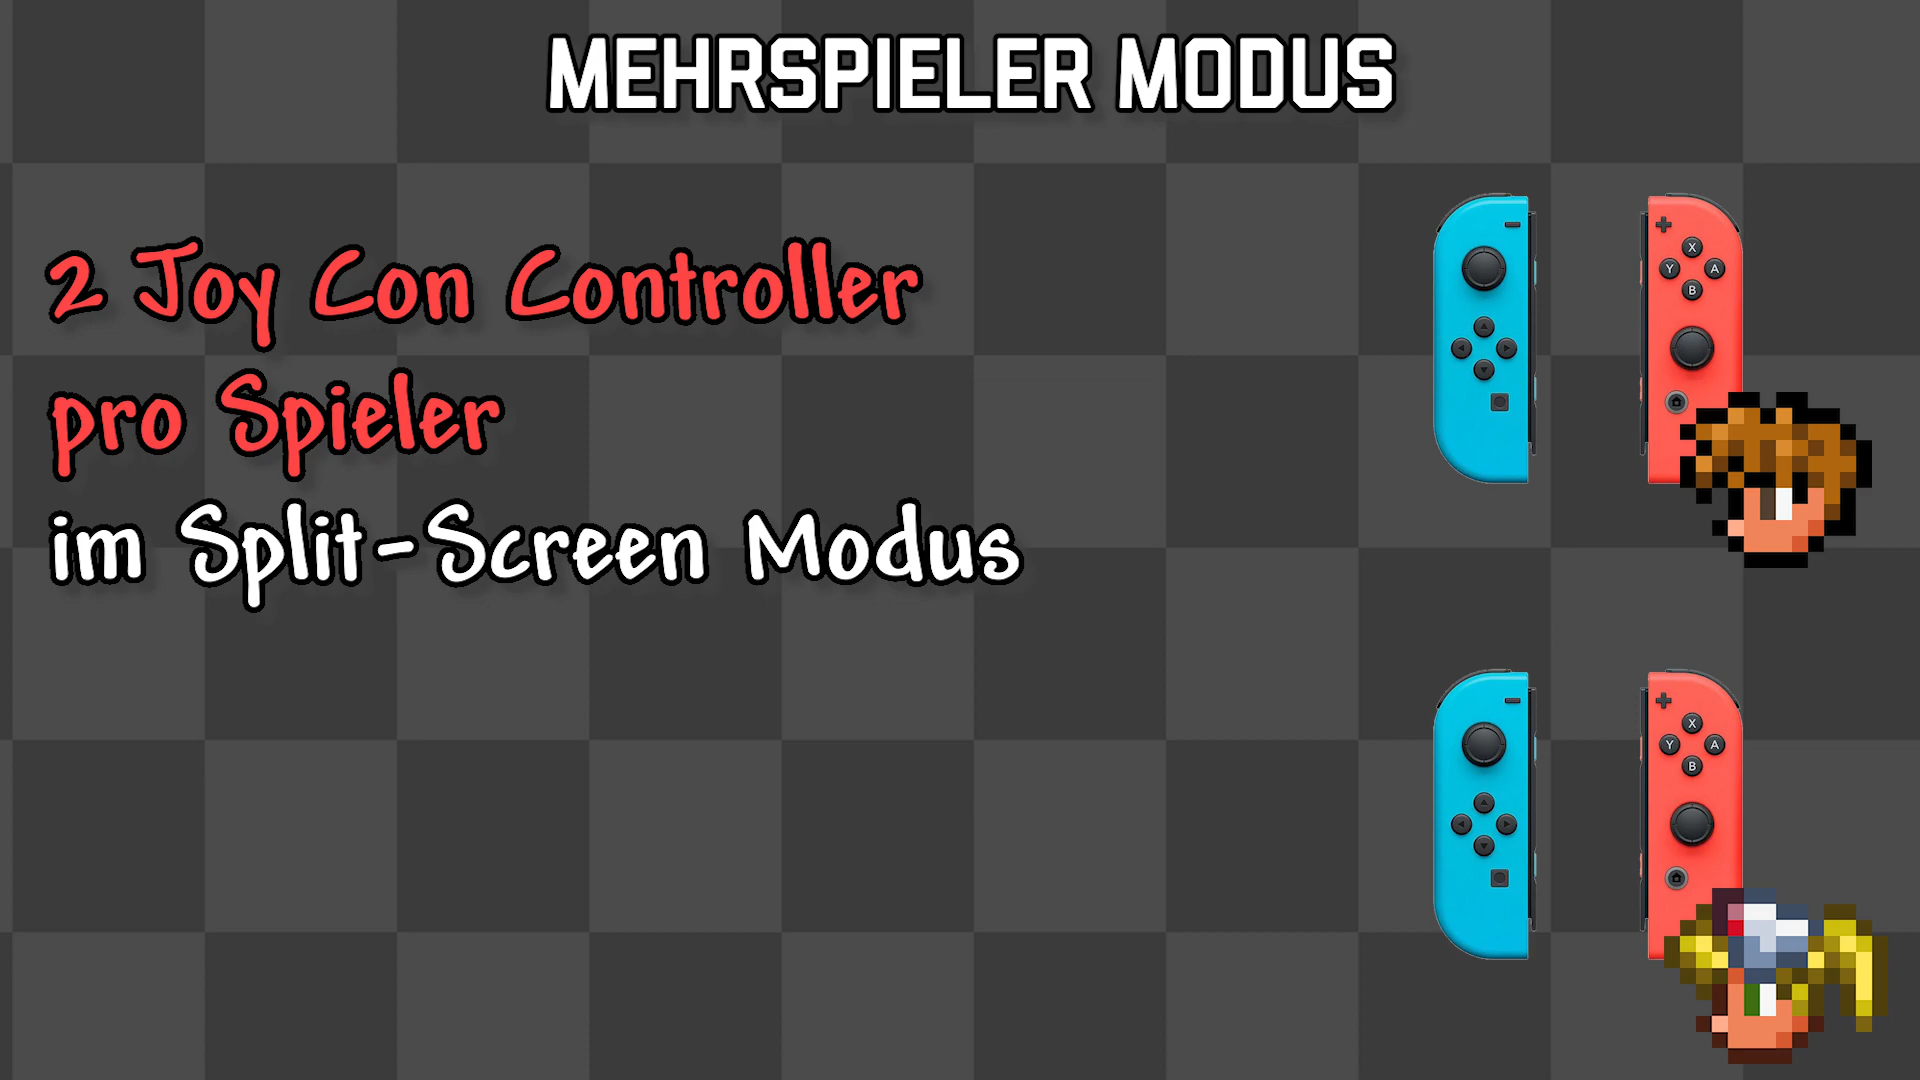 MEHRSPIELER MODUS
2 Joy Con Controller
pro Spieler
im Split-Screen Modus
X
Y A
B
X
Y A
B